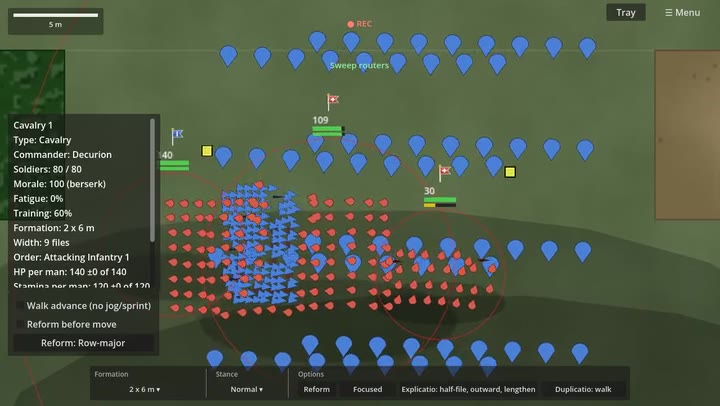 5 m
REC
Tray
☰ Menu
Sweep routers
109
140
30
Cavalry 1
Type: Cavalry
Commander: Decurion
Soldiers: 80 / 80
Morale: 100 (berserk)
Fatigue: 0%
Training: 60%
Formation: 2 x 6 m
Width: 9 files
Order: Attacking Infantry 1
HP per man: 140 ±0 of 140
Stamina per man: 120 ±0 of 120
Walk advance (no jog/sprint)
Reform before move
Reform: Row-major
Formation
Stance
Options
2 x 6 m ▾
Normal ▾
Reform
Focused
Explicatio: half-file, outward, lengthen
Duplicatio: walk